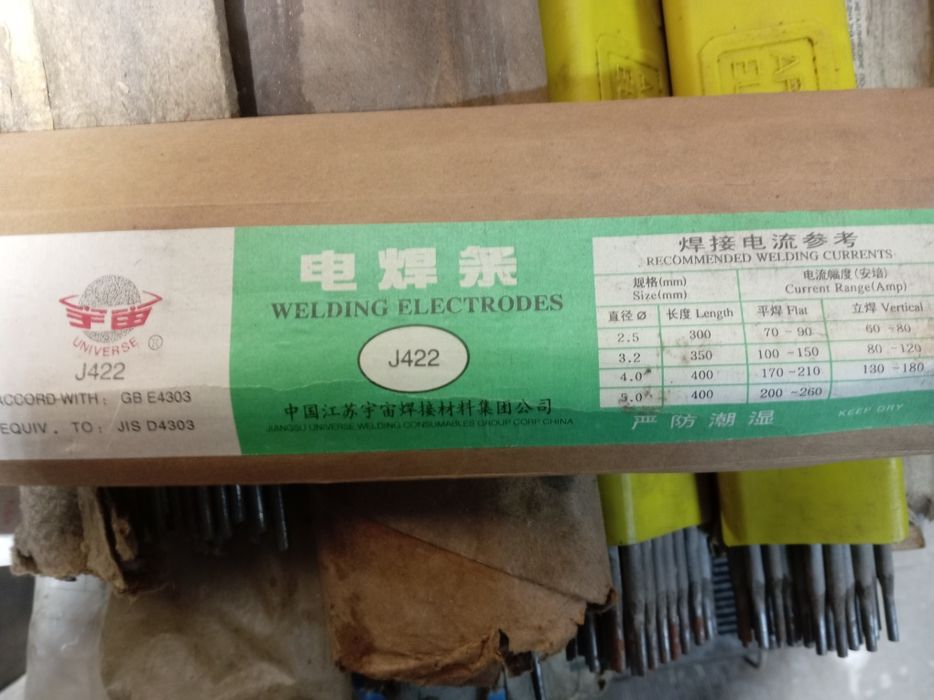 宇宙
UNIVERSE ®
J422
ACCORD WITH: GB E4303
EQUIV. TO: JIS D4303
电焊条
WELDING ELECTRODES
J422
中国江苏宇宙焊接材料集团公司
JIANGSU UNIVERSE WELDING CONSUMABLES GROUP CORP CHINA
焊接电流参考
RECOMMENDED WELDING CURRENTS
规格(mm) 电流幅度(安培)
Size(mm) Current Range(Amp)
直径 Ø 长度 Length 平焊 Flat 立焊 Vertical
2.5 300 70 - 90 60 ~80
3.2 350 100 ~150 80 ~120
4.0 400 170 ~210 130 ~180
5.0 400 200 ~260
严防潮湿 KEEP DRY